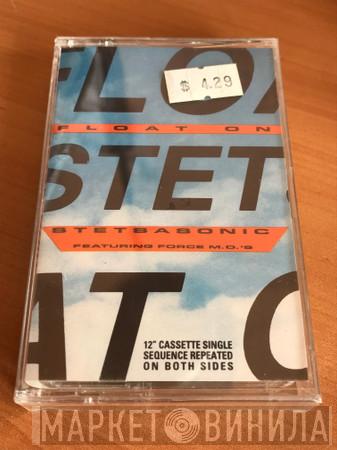 FLOA
$ 4.29
FLOAT ON
STETS
STETSASONIC
FEATURING FORCE M.D.'S
AT O
12" CASSETTE SINGLE
SEQUENCE REPEATED
ON BOTH SIDES
МАРКЕТ ВИНИЛА